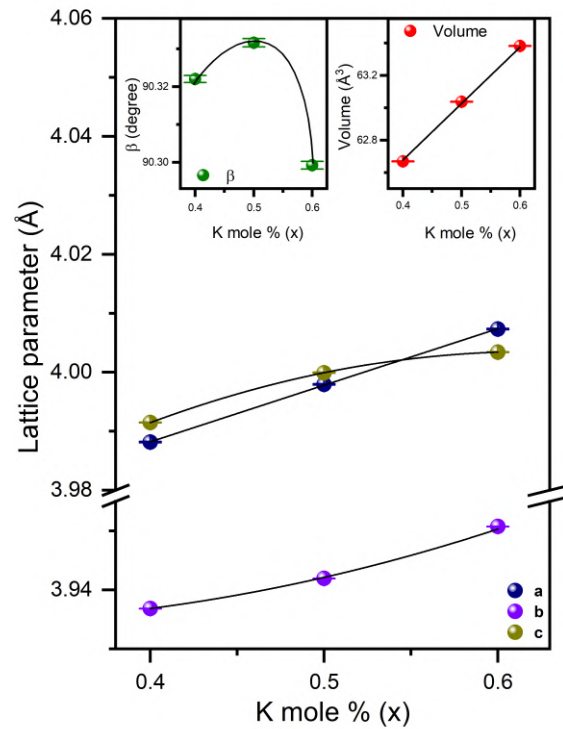 4.06
4.04
4.02
4.00
3.98
3.94
Lattice parameter (Å)
0.4
0.5
0.6
K mole % (x)
a
b
c
90.32
90.30
β (degree)
β
0.4
0.5
0.6
K mole % (x)
Volume
63.2
62.8
Volume (Å³)
0.4
0.5
0.6
K mole % (x)